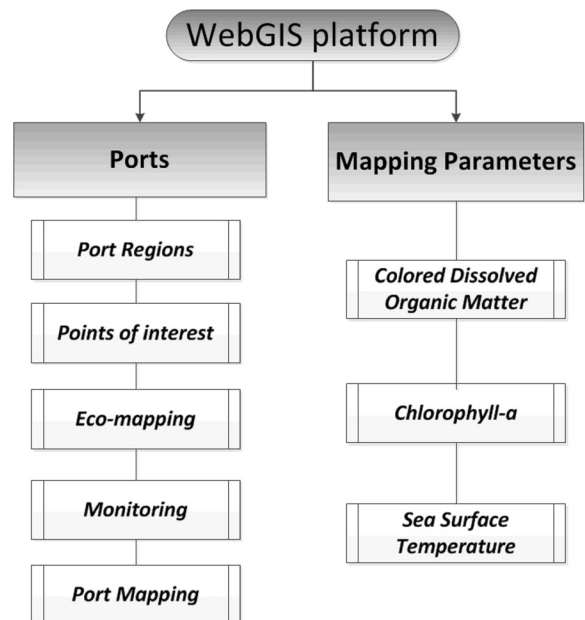 WebGIS platform
Ports
Port Regions
Points of interest
Eco-mapping
Monitoring
Port Mapping
Mapping Parameters
Colored Dissolved
Organic Matter
Chlorophyll-a
Sea Surface
Temperature